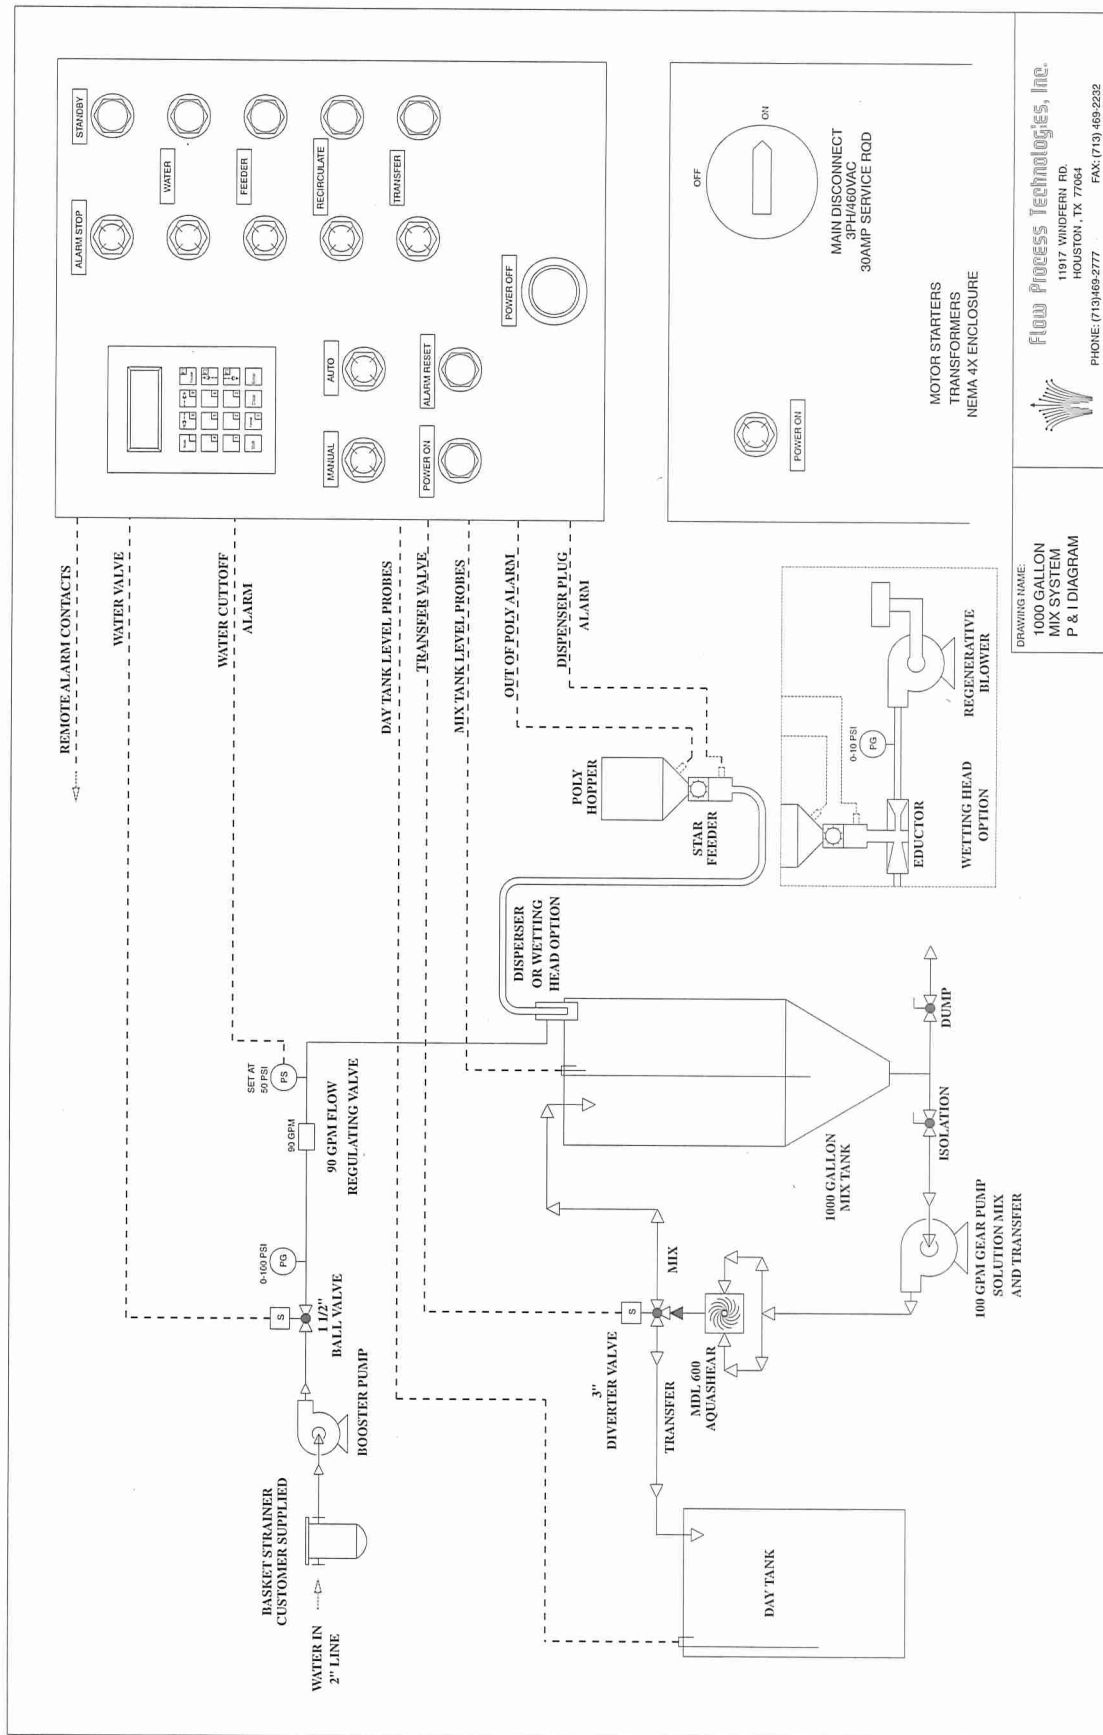 REMOTE ALARM CONTACTS
WATER VALVE
WATER CUTTOFF
ALARM
DAY TANK LEVEL PROBES
TRANSFER VALVE
MIX TANK LEVEL PROBES
OUT OF POLY ALARM
DISPENSER PLUG
ALARM
ALARM STOP
STANDBY
WATER
FEEDER
RECIRCULATE
TRANSFER
MANUAL
AUTO
POWER ON
ALARM RESET
POWER OFF
OFF
ON
MAIN DISCONNECT
3PH/460VAC
30AMP SERVICE RQD
POWER ON
MOTOR STARTERS
TRANSFORMERS
NEMA 4X ENCLOSURE
WATER IN
2" LINE
BASKET STRAINER
CUSTOMER SUPPLIED
BOOSTER PUMP
S
1 1/2"
BALL VALVE
0-100 PSI
PG
90 GPM
90 GPM FLOW
REGULATING VALVE
SET AT
50 PSI
PS
DISPERSER
OR WETTING
HEAD OPTION
POLY
HOPPER
STAR
FEEDER
3"
DIVERTER VALVE
S
MIX
TRANSFER
MDL 600
AQUASHEAR
DAY TANK
1000 GALLON
MIX TANK
100 GPM GEAR PUMP
SOLUTION MIX
AND TRANSFER
ISOLATION
DUMP
0-10 PSI
PG
EDUCTOR
REGENERATIVE
BLOWER
WETTING HEAD
OPTION
DRAWING NAME:
1000 GALLON
MIX SYSTEM
P & I DIAGRAM
Flow Process Technologies, Inc.
11917 WINDFERN RD.
HOUSTON, TX 77064
PHONE: (713)469-2777 FAX: (713) 469-2232